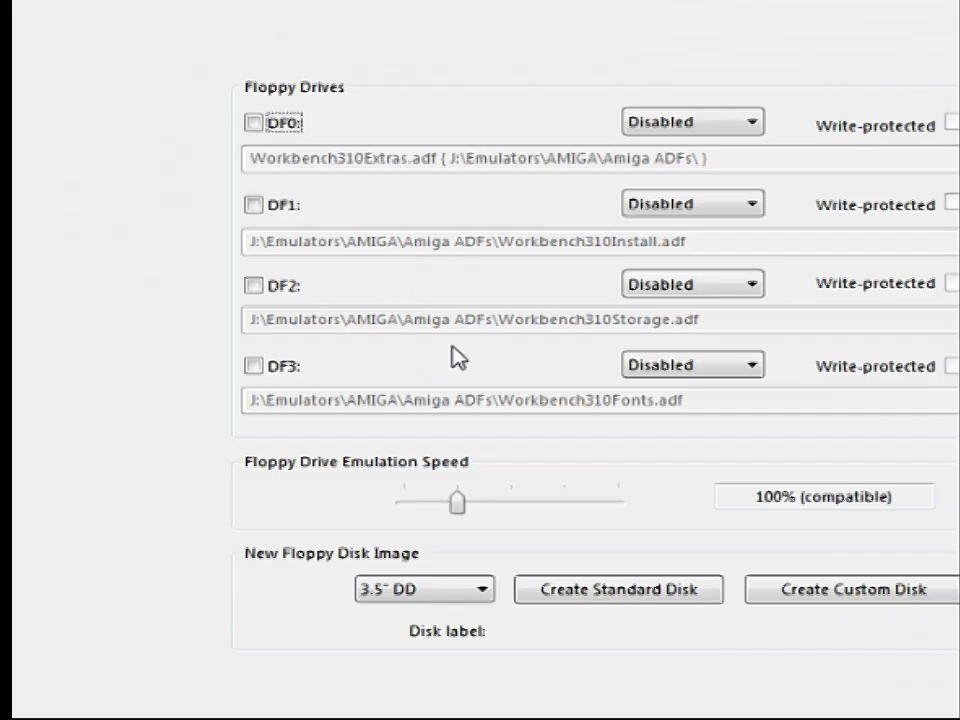 Floppy Drives
DF0: Disabled Write-protected
Workbench310Extras.adf { J:\Emulators\AMIGA\Amiga ADFs\ }
DF1: Disabled Write-protected
J:\Emulators\AMIGA\Amiga ADFs\Workbench310Install.adf
DF2: Disabled Write-protected
J:\Emulators\AMIGA\Amiga ADFs\Workbench310Storage.adf
DF3: Disabled Write-protected
J:\Emulators\AMIGA\Amiga ADFs\Workbench310Fonts.adf
Floppy Drive Emulation Speed
100% (compatible)
New Floppy Disk Image
3.5" DD Create Standard Disk Create Custom Disk
Disk label: